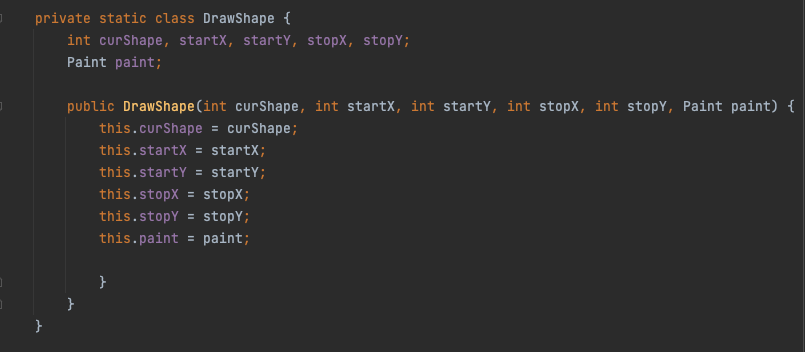 private static class DrawShape {
int curShape, startX, startY, stopX, stopY;
Paint paint;
public DrawShape(int curShape, int startX, int startY, int stopX, int stopY, Paint paint) {
this.curShape = curShape;
this.startX = startX;
this.startY = startY;
this.stopX = stopX;
this.stopY = stopY;
this.paint = paint;
}
}
}